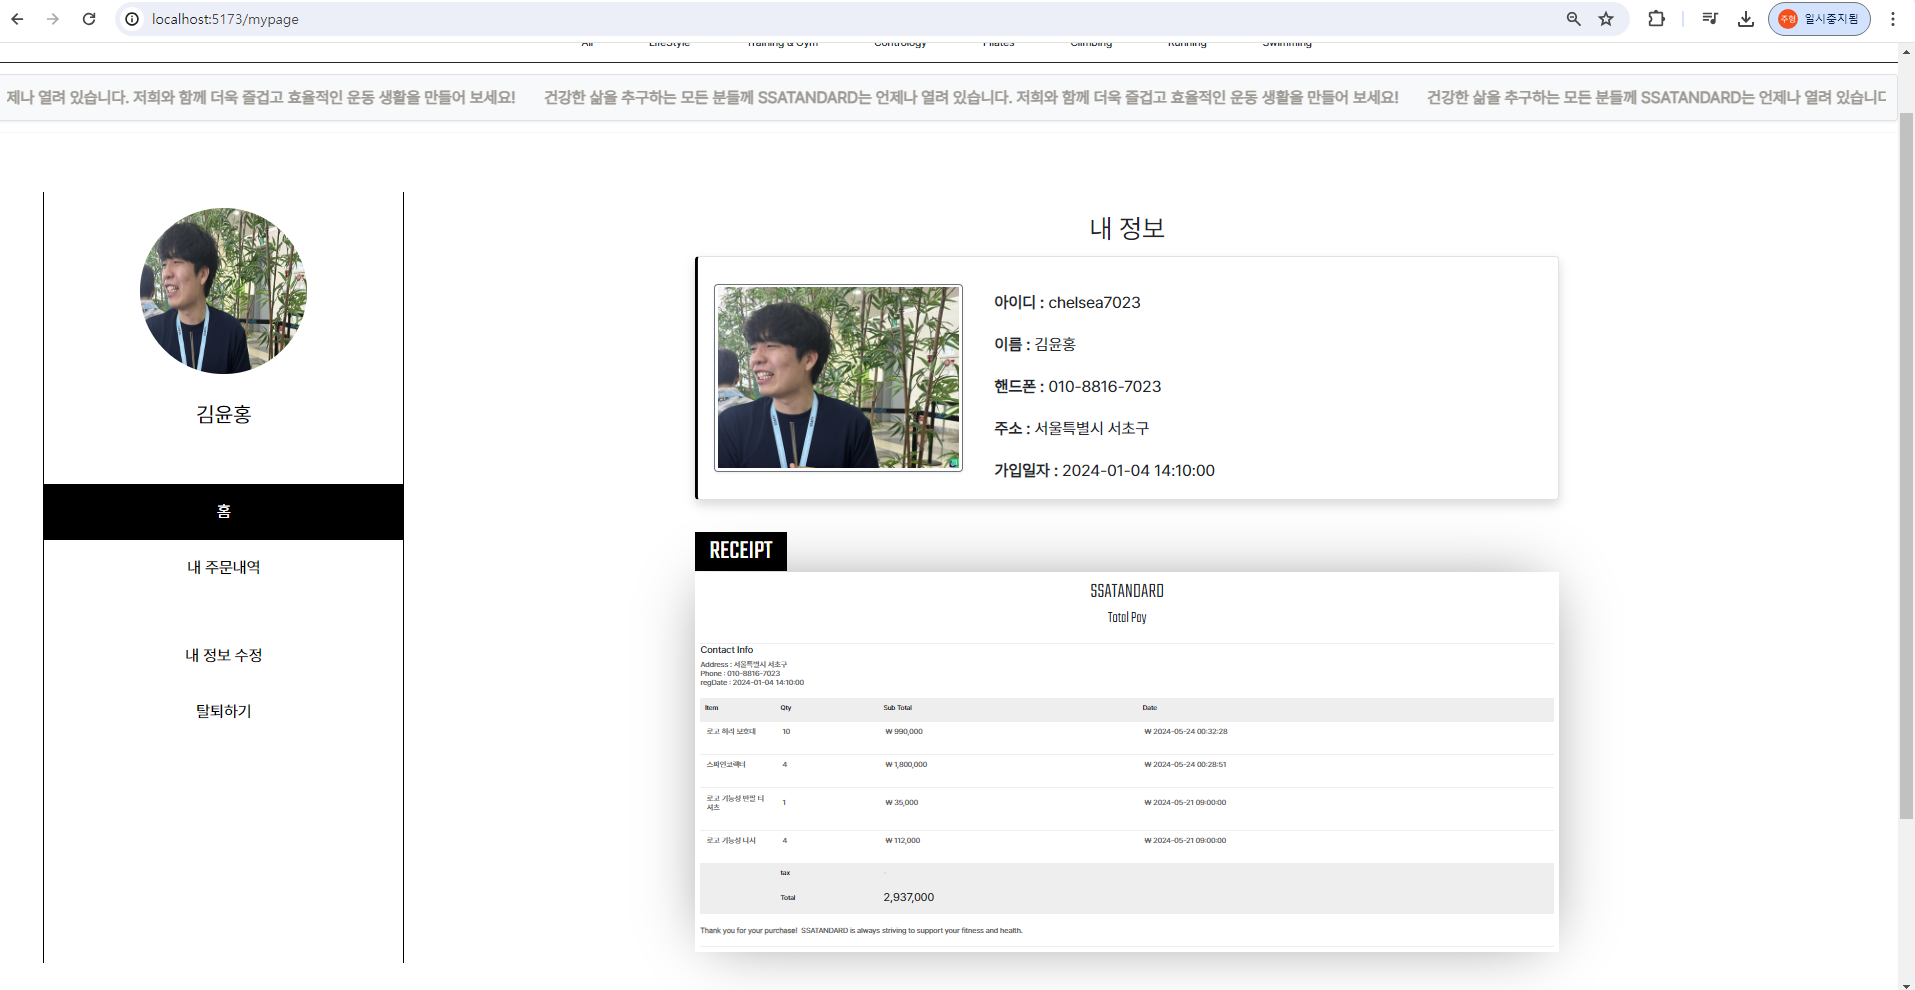 localhost:5173/mypage
주형 일시중지됨
All LifeStyle Training & Gym Contrology Pilates Climbing Running Swimming
제나 열려 있습니다. 저희와 함께 더욱 즐겁고 효율적인 운동 생활을 만들어 보세요! 건강한 삶을 추구하는 모든 분들께 SSATANDARD는 언제나 열려 있습니다. 저희와 함께 더욱 즐겁고 효율적인 운동 생활을 만들어 보세요! 건강한 삶을 추구하는 모든 분들께 SSATANDARD는 언제나 열려 있습니다
김윤홍
홈
내 주문내역
내 정보 수정
탈퇴하기
내 정보
아이디 : chelsea7023
이름 : 김윤홍
핸드폰 : 010-8816-7023
주소 : 서울특별시 서초구
가입일자 : 2024-01-04 14:10:00
RECEIPT
SSATANDARD
Total Pay
Contact Info
Address : 서울특별시 서초구
Phone : 010-8816-7023
regDate : 2024-01-04 14:10:00
Item Qty Sub Total Date
로고 허리 보호대 10 ₩ 990,000 ₩ 2024-05-24 00:32:28
스파인코렉터 4 ₩ 1,800,000 ₩ 2024-05-24 00:28:51
로고 기능성 반팔 티
셔츠 1 ₩ 35,000 ₩ 2024-05-21 09:00:00
로고 기능성 나시 4 ₩ 112,000 ₩ 2024-05-21 09:00:00
tax -
Total 2,937,000
Thank you for your purchase! SSATANDARD is always striving to support your fitness and health.